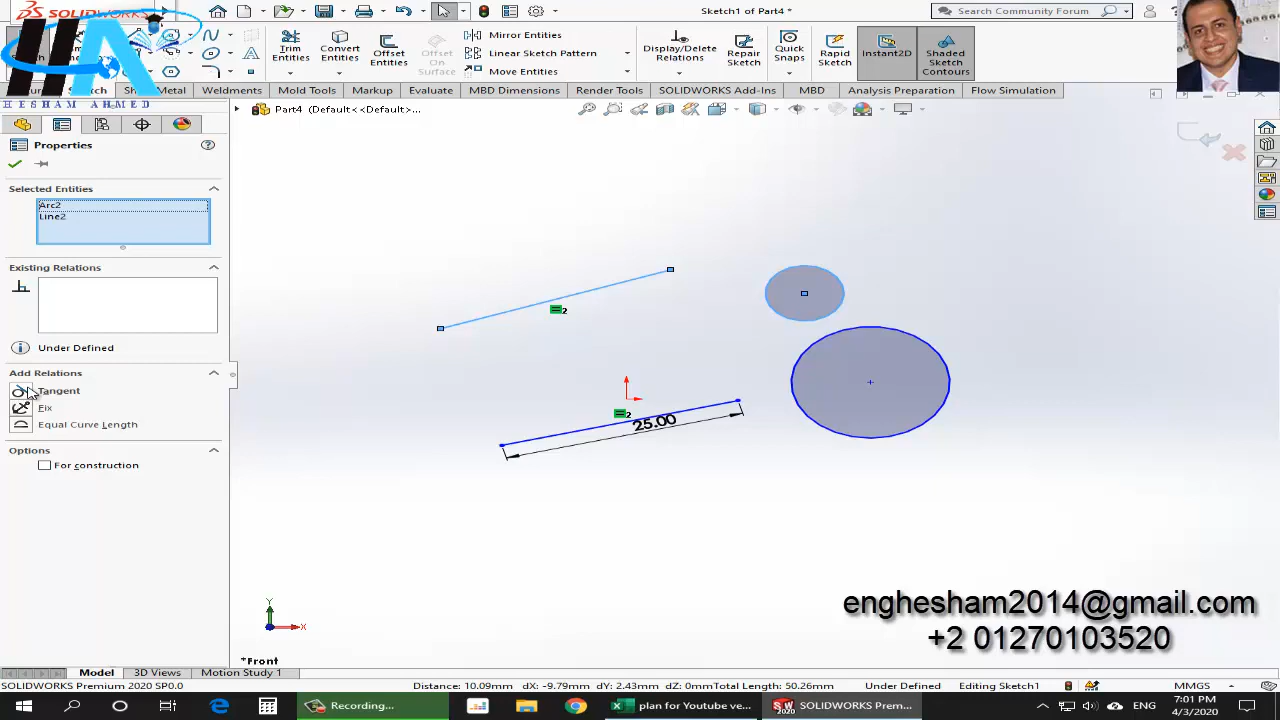 SOLIDWORKS
Sketch1 of Part4 *
Search Community Forum
HESHAM AHMED
Trim Entities
Convert Entities
Offset Entities
Offset On Surface
Mirror Entities
Linear Sketch Pattern
Move Entities
Display/Delete Relations
Repair Sketch
Quick Snaps
Rapid Sketch
Instant2D
Shaded Sketch Contours
Sketch
Weldments
Mold Tools
Markup
Evaluate
MBD Dimensions
Render Tools
SOLIDWORKS Add-Ins
MBD
Analysis Preparation
Flow Simulation
Part4 (Default<<Default>...
Properties
Selected Entities
Arc2
Line2
Existing Relations
Under Defined
Add Relations
Tangent
Fix
Equal Curve Length
Options
For construction
2
2
25.00
Y
X
*Front
enghesham2014@gmail.com
+2 01270103520
Model
3D Views
Motion Study 1
SOLIDWORKS Premium 2020 SP0.0
Distance: 10.09mm dX: -9.79mm dY: 2.43mm dZ: 0mm Total Length: 50.26mm
Under Defined
Editing Sketch1
MMGS
Recording...
plan for Youtube ve...
SOLIDWORKS Prem...
ENG
7:01 PM
4/3/2020